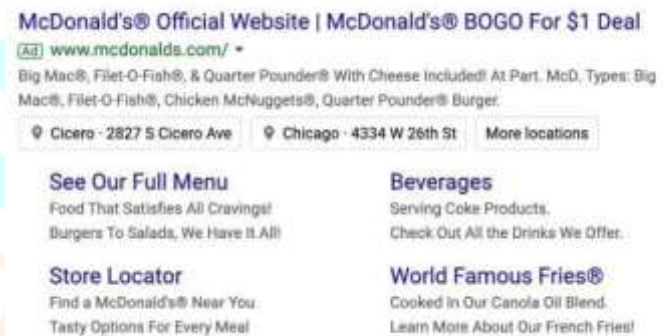 McDonald's® Official Website | McDonald's® BOGO For $1 Deal
Ad www.mcdonalds.com/
Big Mac®, Filet-O-Fish®, & Quarter Pounder® With Cheese Included! At Part. McD. Types: Big
Mac®, Filet-O-Fish®, Chicken McNuggets®, Quarter Pounder® Burger.
Cicero · 2827 S Cicero Ave Chicago · 4334 W 26th St More locations
See Our Full Menu
Food That Satisfies All Cravings!
Burgers To Salads, We Have It All!
Beverages
Serving Coke Products.
Check Out All the Drinks We Offer.
Store Locator
Find a McDonald's® Near You
Tasty Options For Every Meal
World Famous Fries®
Cooked In Our Canola Oil Blend.
Learn More About Our French Fries!